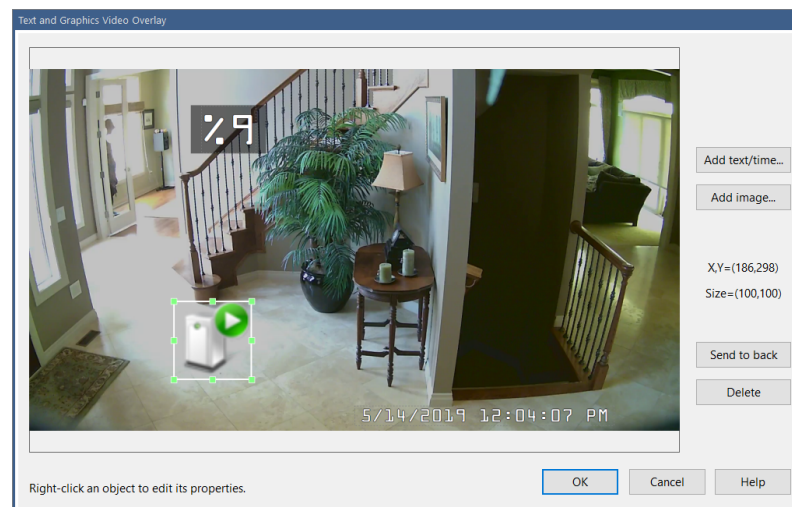 Text and Graphics Video Overlay
%9
Add text/time...
Add image...
X,Y=(186,298)
Size=(100,100)
Send to back
Delete
5/14/2019 12:04:07 PM
Right-click an object to edit its properties.
OK
Cancel
Help